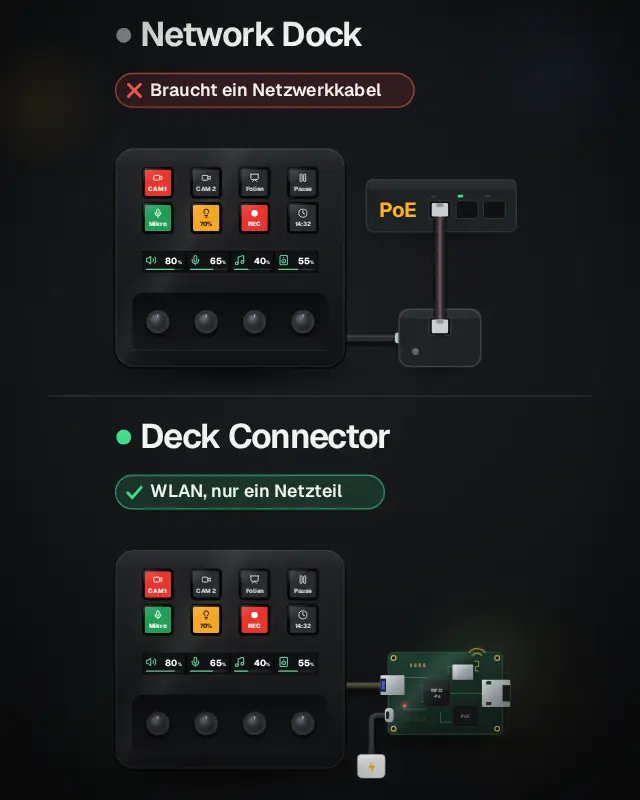 Network Dock
Braucht ein Netzwerkkabel
CAM1 CAM 2 Folien Pause
Mikro 70% REC 14:32
80% 65% 40% 55%
PoE
Deck Connector
WLAN, nur ein Netzteil
CAM1 CAM 2 Folien Pause
Mikro 70% REC 14:32
80% 65% 40% 55%
PoE